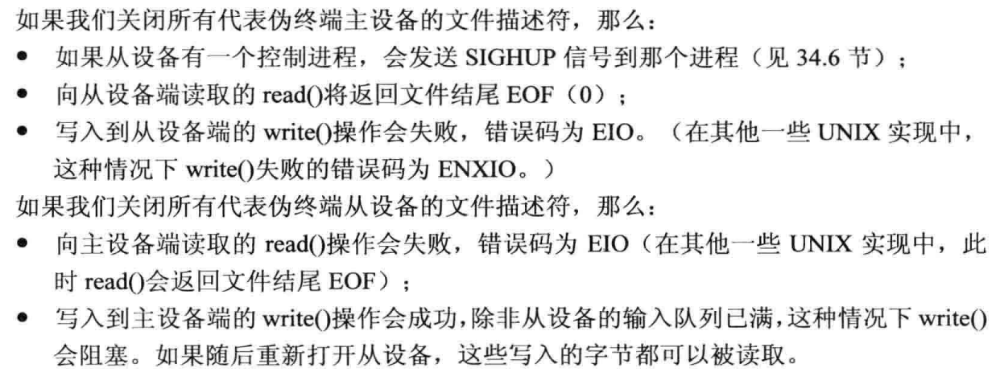 如果我们关闭所有代表伪终端主设备的文件描述符，那么：
● 如果从设备有一个控制进程，会发送 SIGHUP 信号到那个进程（见 34.6 节）；
● 向从设备端读取的 read()将返回文件结尾 EOF（0）；
● 写入到从设备端的 write()操作会失败，错误码为 EIO。（在其他一些 UNIX 实现中，
这种情况下 write()失败的错误码为 ENXIO。）
如果我们关闭所有代表伪终端从设备的文件描述符，那么：
● 向主设备端读取的 read()操作会失败，错误码为 EIO（在其他一些 UNIX 实现中，此
时 read()会返回文件结尾 EOF）；
● 写入到主设备端的 write()操作会成功，除非从设备的输入队列已满，这种情况下 write()
会阻塞。如果随后重新打开从设备，这些写入的字节都可以被读取。